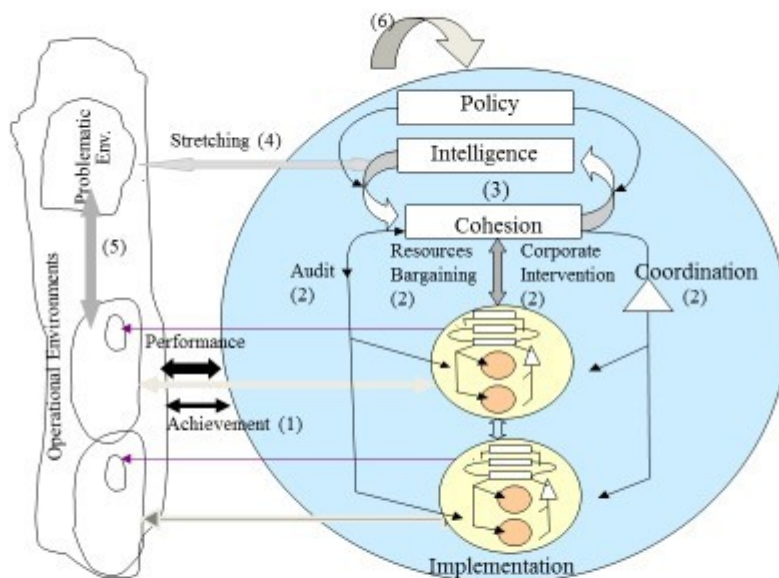 (6)
Policy
Problematic
Env.
Stretching (4)
Intelligence
(3)
Cohesion
(5)
Audit
(2)
Resources
Bargaining
(2)
Corporate
Intervention
(2)
Coordination
(2)
Operational Environments
Performance
Achievement (1)
Implementation